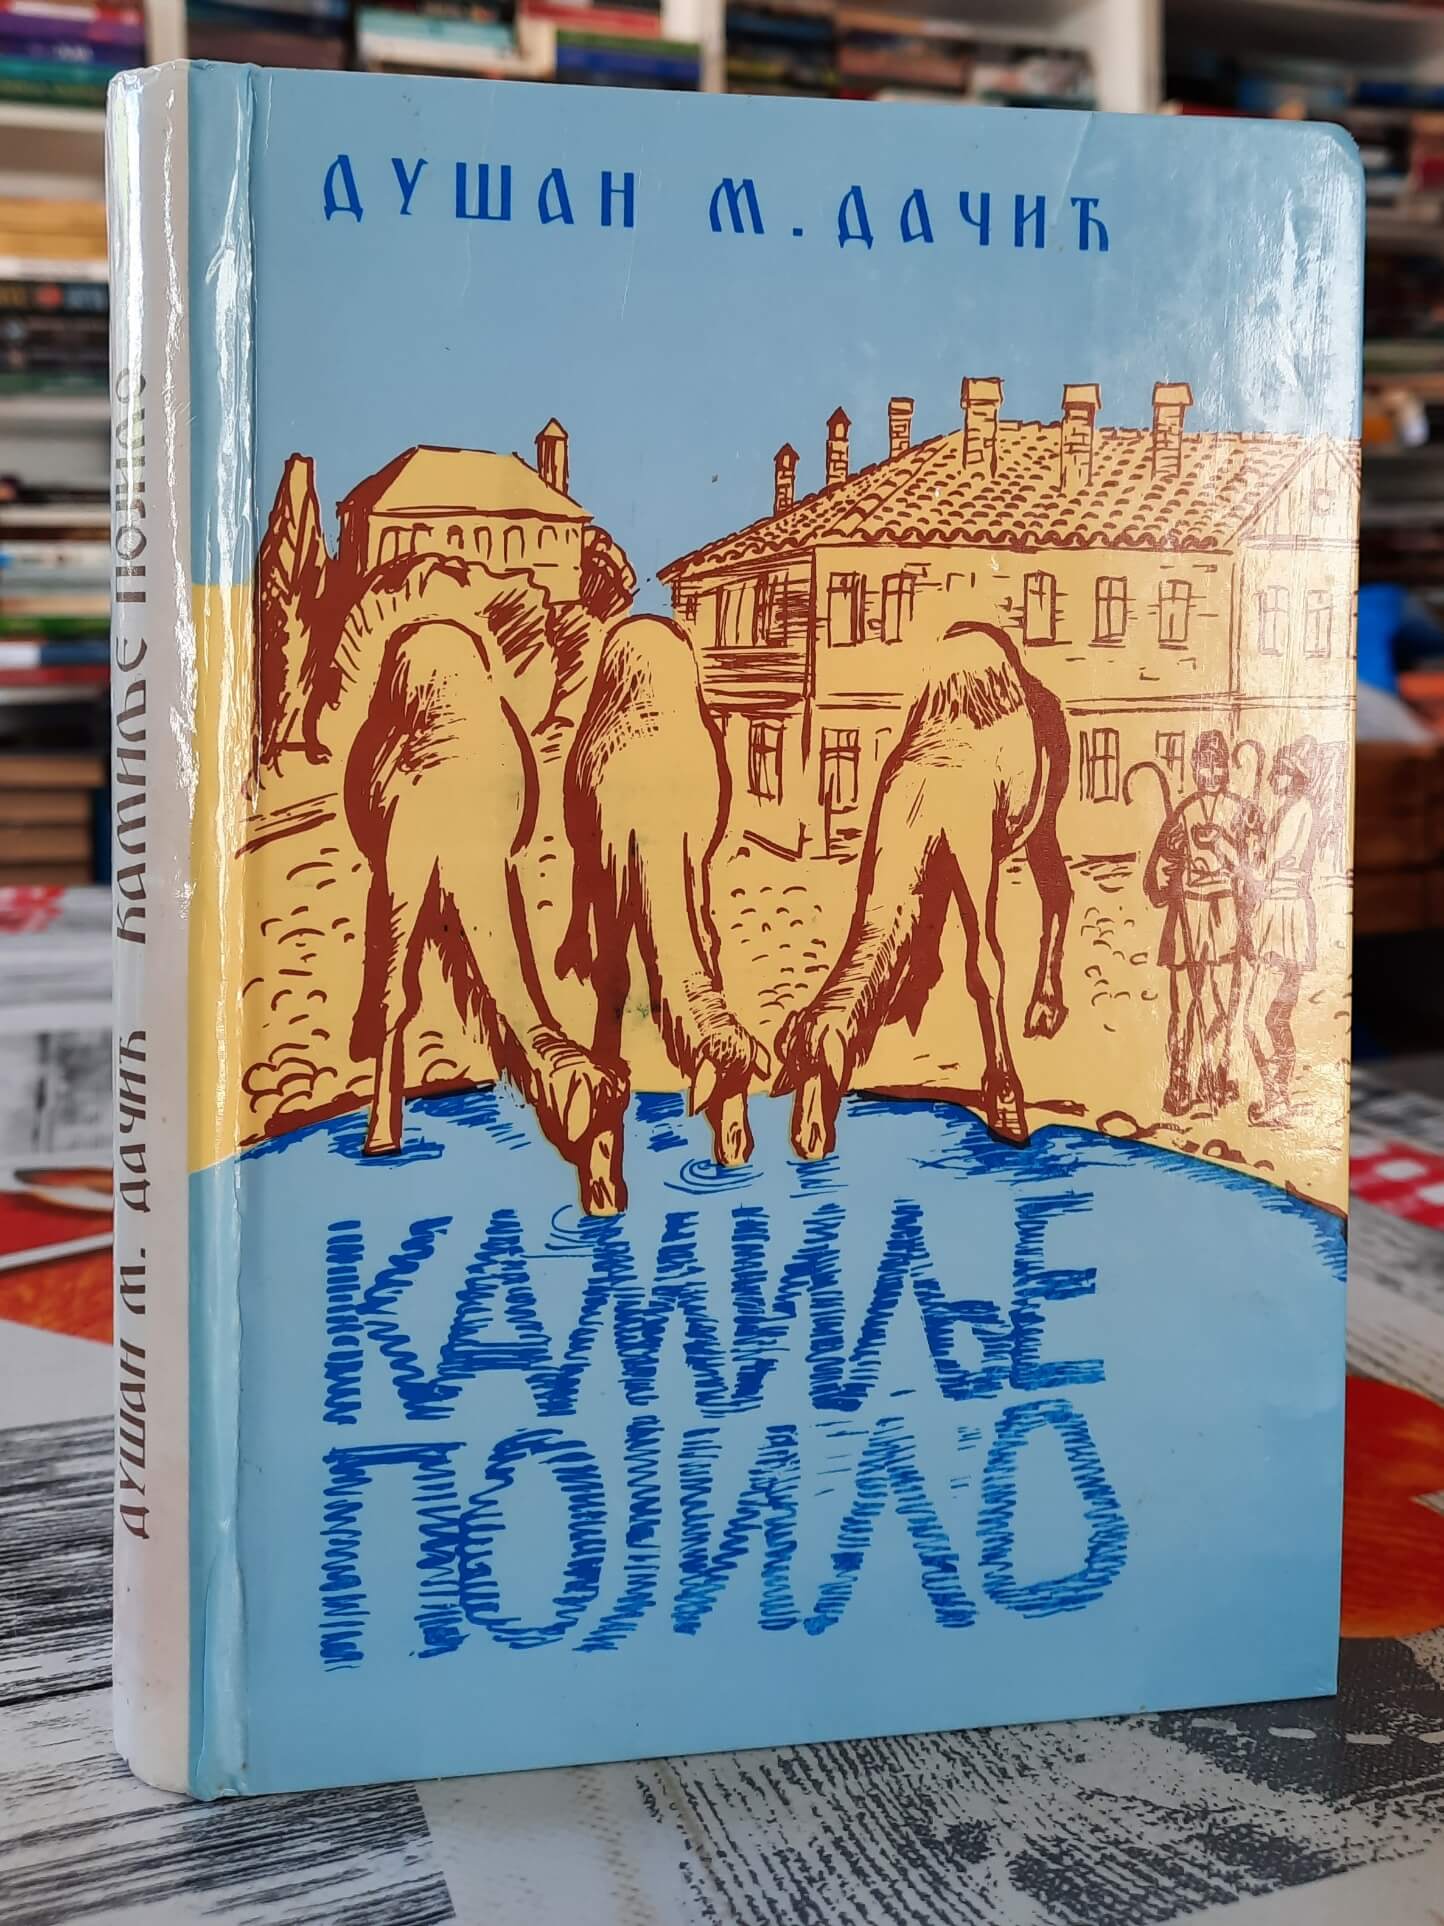 ДУШАН М. ДАЧИЋ
КАМИЉЕ
ПОЈИЛО
ДУШАН М. ДАЧИЋ КАМИЉЕ ПОЈИЛО